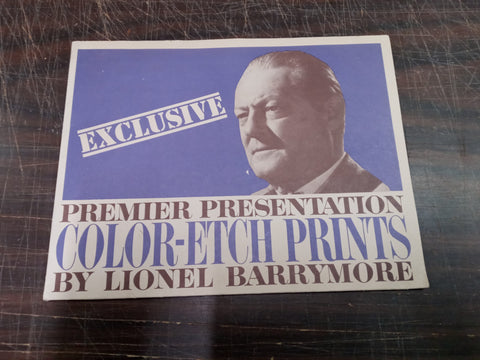 EXCLUSIVE
PREMIER PRESENTATION
COLOR-ETCH PRINTS
BY LIONEL BARRYMORE